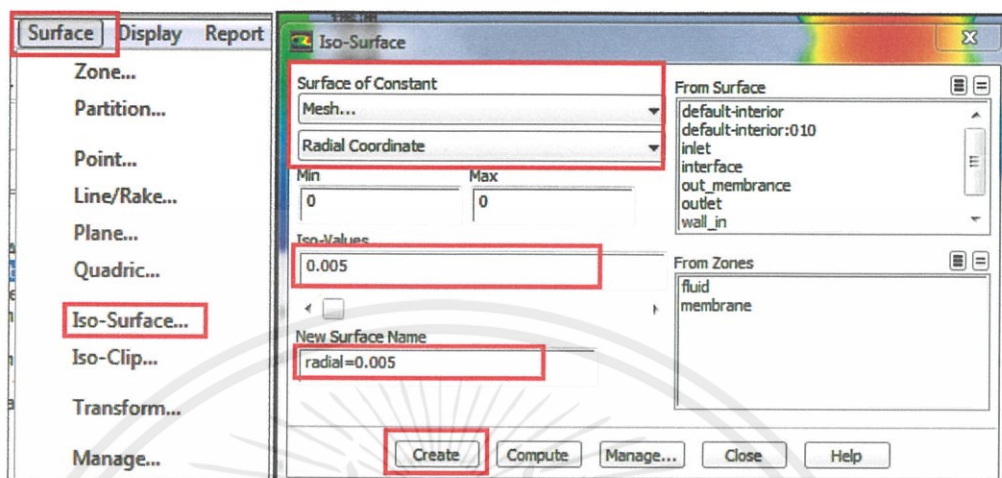 Surface Display Report
Zone...
Partition...
Point...
Line/Rake...
Plane...
Quadric...
Iso-Surface...
Iso-Clip...
Transform...
Manage...
Iso-Surface
Surface of Constant
Mesh...
Radial Coordinate
Min Max
0 0
Iso-Values
0.005
New Surface Name
radial=0.005
From Surface
default-interior
default-interior:010
inlet
interface
out_membrance
outlet
wall_in
From Zones
fluid
membrane
Create Compute Manage... Close Help